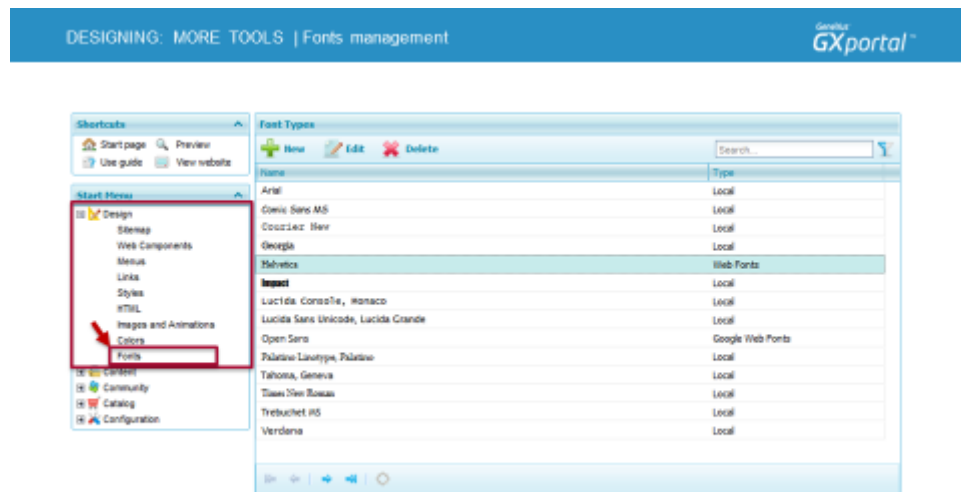 DESIGNING: MORE TOOLS | Fonts management
GeneXus
GXportal™
Shortcuts
Start page Preview
Use guide View website
Start Menu
Design
Sitemap
Web Components
Menus
Links
Styles
HTML
Images and Animations
Colors
Fonts
Content
Community
Catalog
Configuration
Font Types
New Edit Delete
Search...
Name Type
Arial Local
Comic Sans MS Local
Courier New Local
Georgia Local
Helvetica Web Fonts
Impact Local
Lucida Console, Monaco Local
Lucida Sans Unicode, Lucida Grande Local
Open Sans Google Web Fonts
Palatino Linotype, Palatino Local
Tahoma, Geneva Local
Times New Roman Local
Trebuchet MS Local
Verdana Local